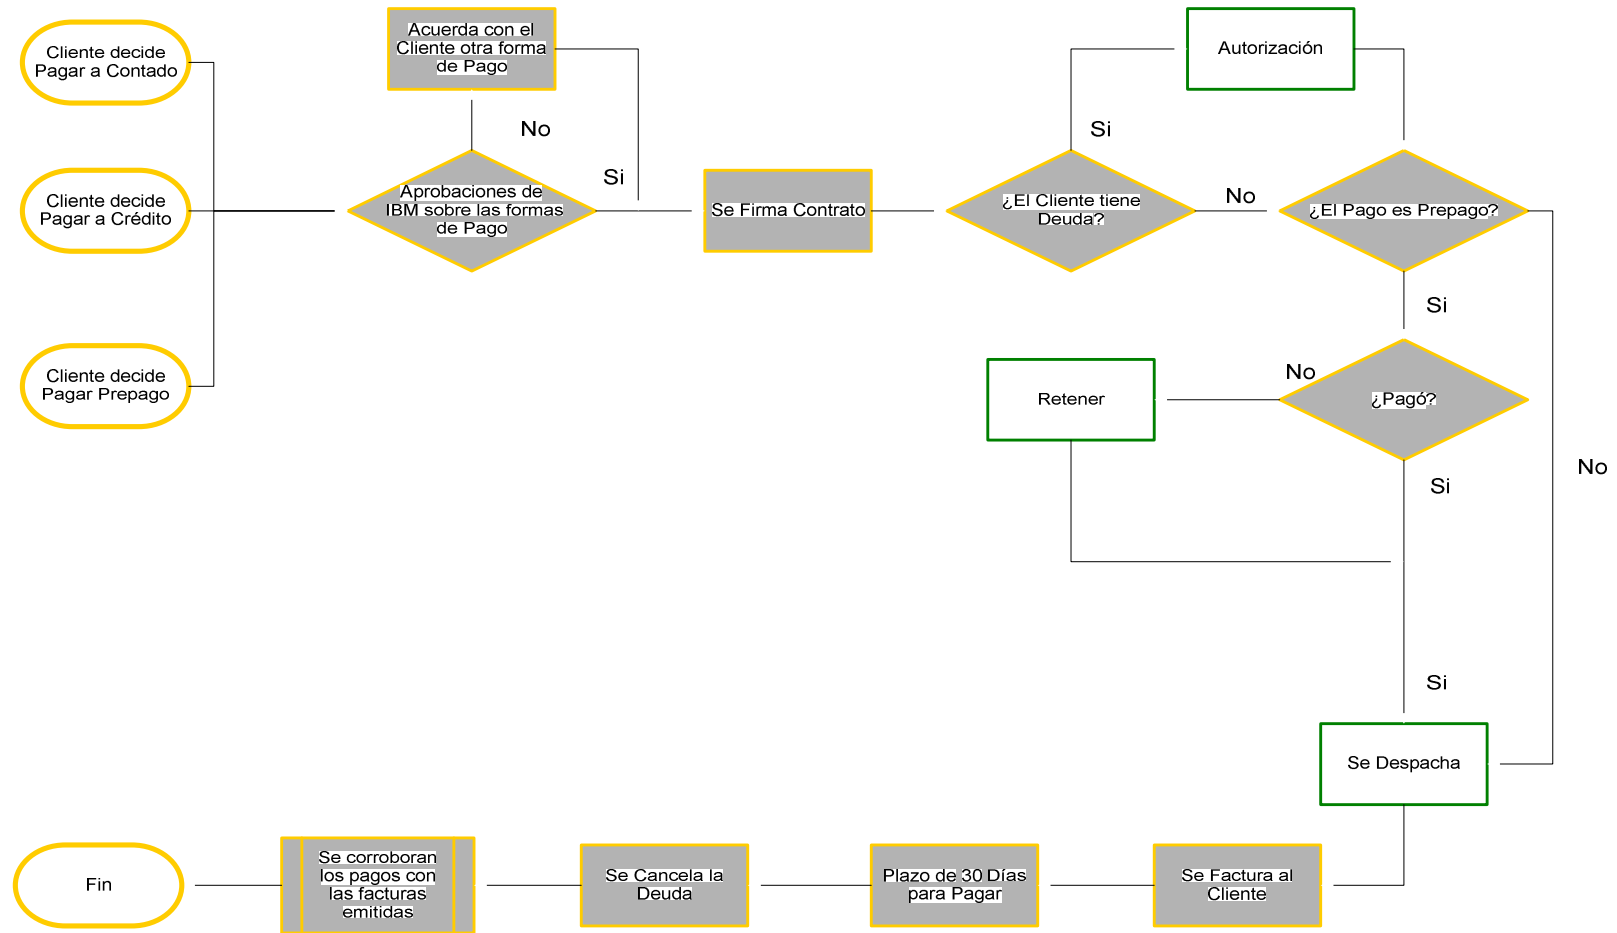 Cliente decide
Pagar a Contado
Acuerda con el
Cliente otra forma
de Pago
Autorización
No
Si
Si
Cliente decide
Pagar a Crédito
Aprobaciones de
IBM sobre las formas
de Pago
Se Firma Contrato
¿El Cliente tiene
Deuda?
No
¿El Pago es Prepago?
Si
Cliente decide
Pagar Prepago
Retener
No
¿Pagó?
No
Si
Si
Se Despacha
Fin
Se corroboran
los pagos con
las facturas
emitidas
Se Cancela la
Deuda
Plazo de 30 Días
para Pagar
Se Factura al
Cliente